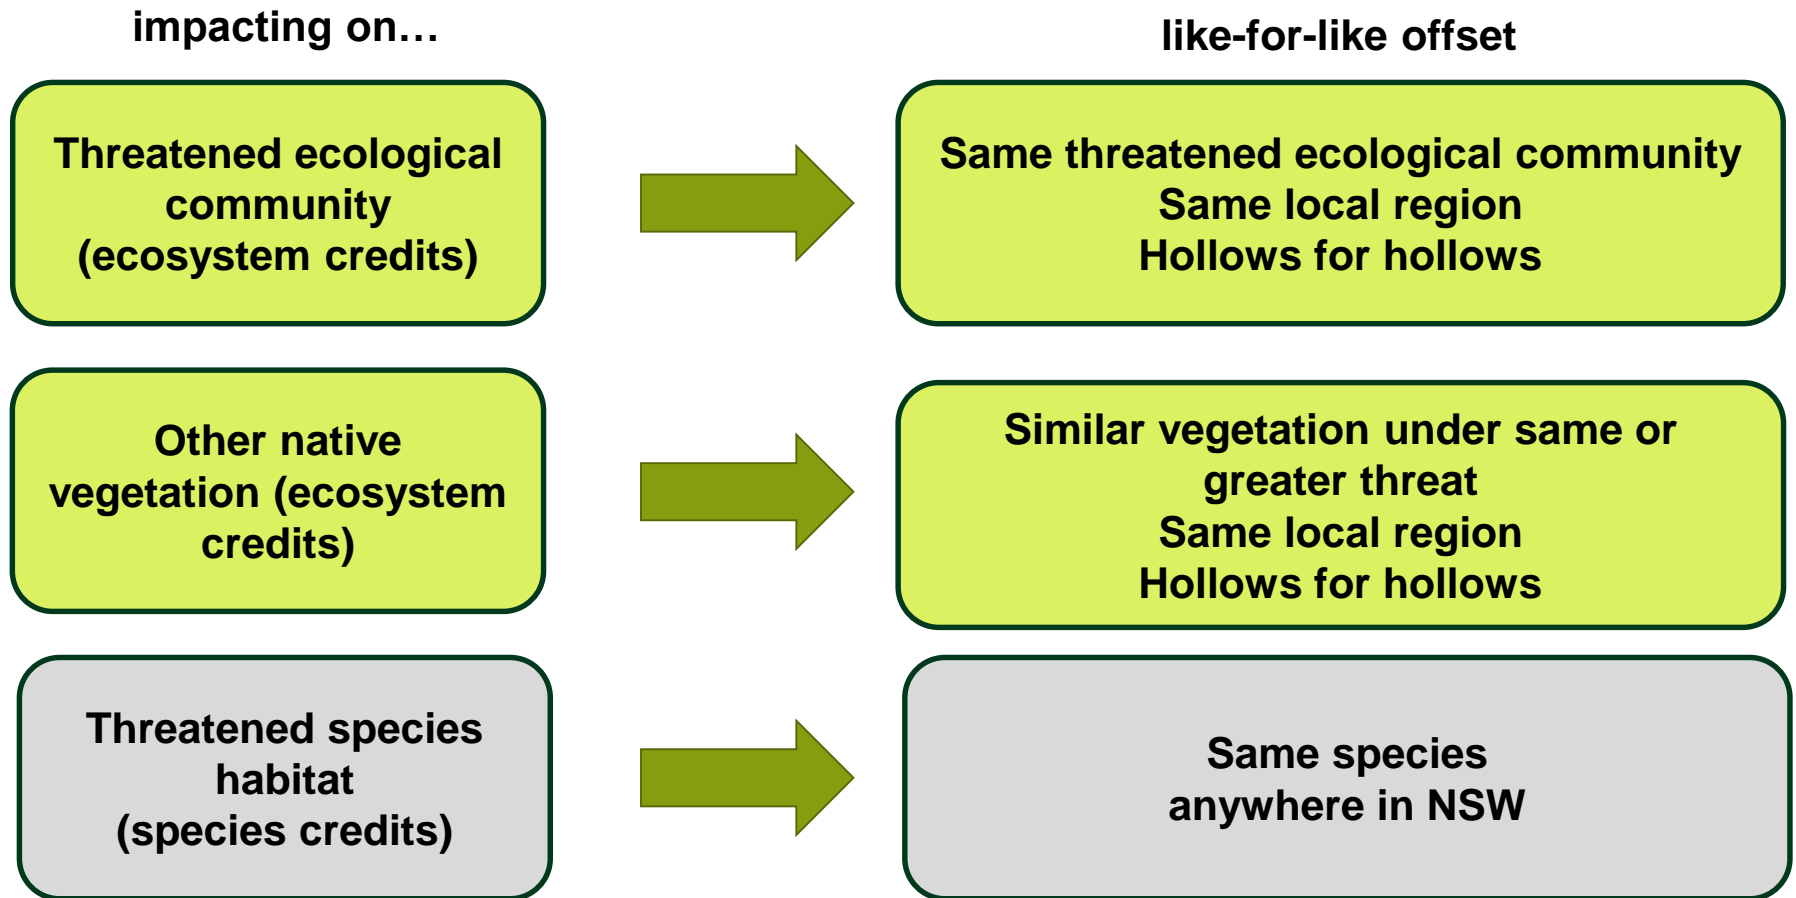 impacting on…
like-for-like offset
Threatened ecological
community
(ecosystem credits)
Same threatened ecological community
Same local region
Hollows for hollows
Other native
vegetation (ecosystem
credits)
Similar vegetation under same or
greater threat
Same local region
Hollows for hollows
Threatened species
habitat
(species credits)
Same species
anywhere in NSW